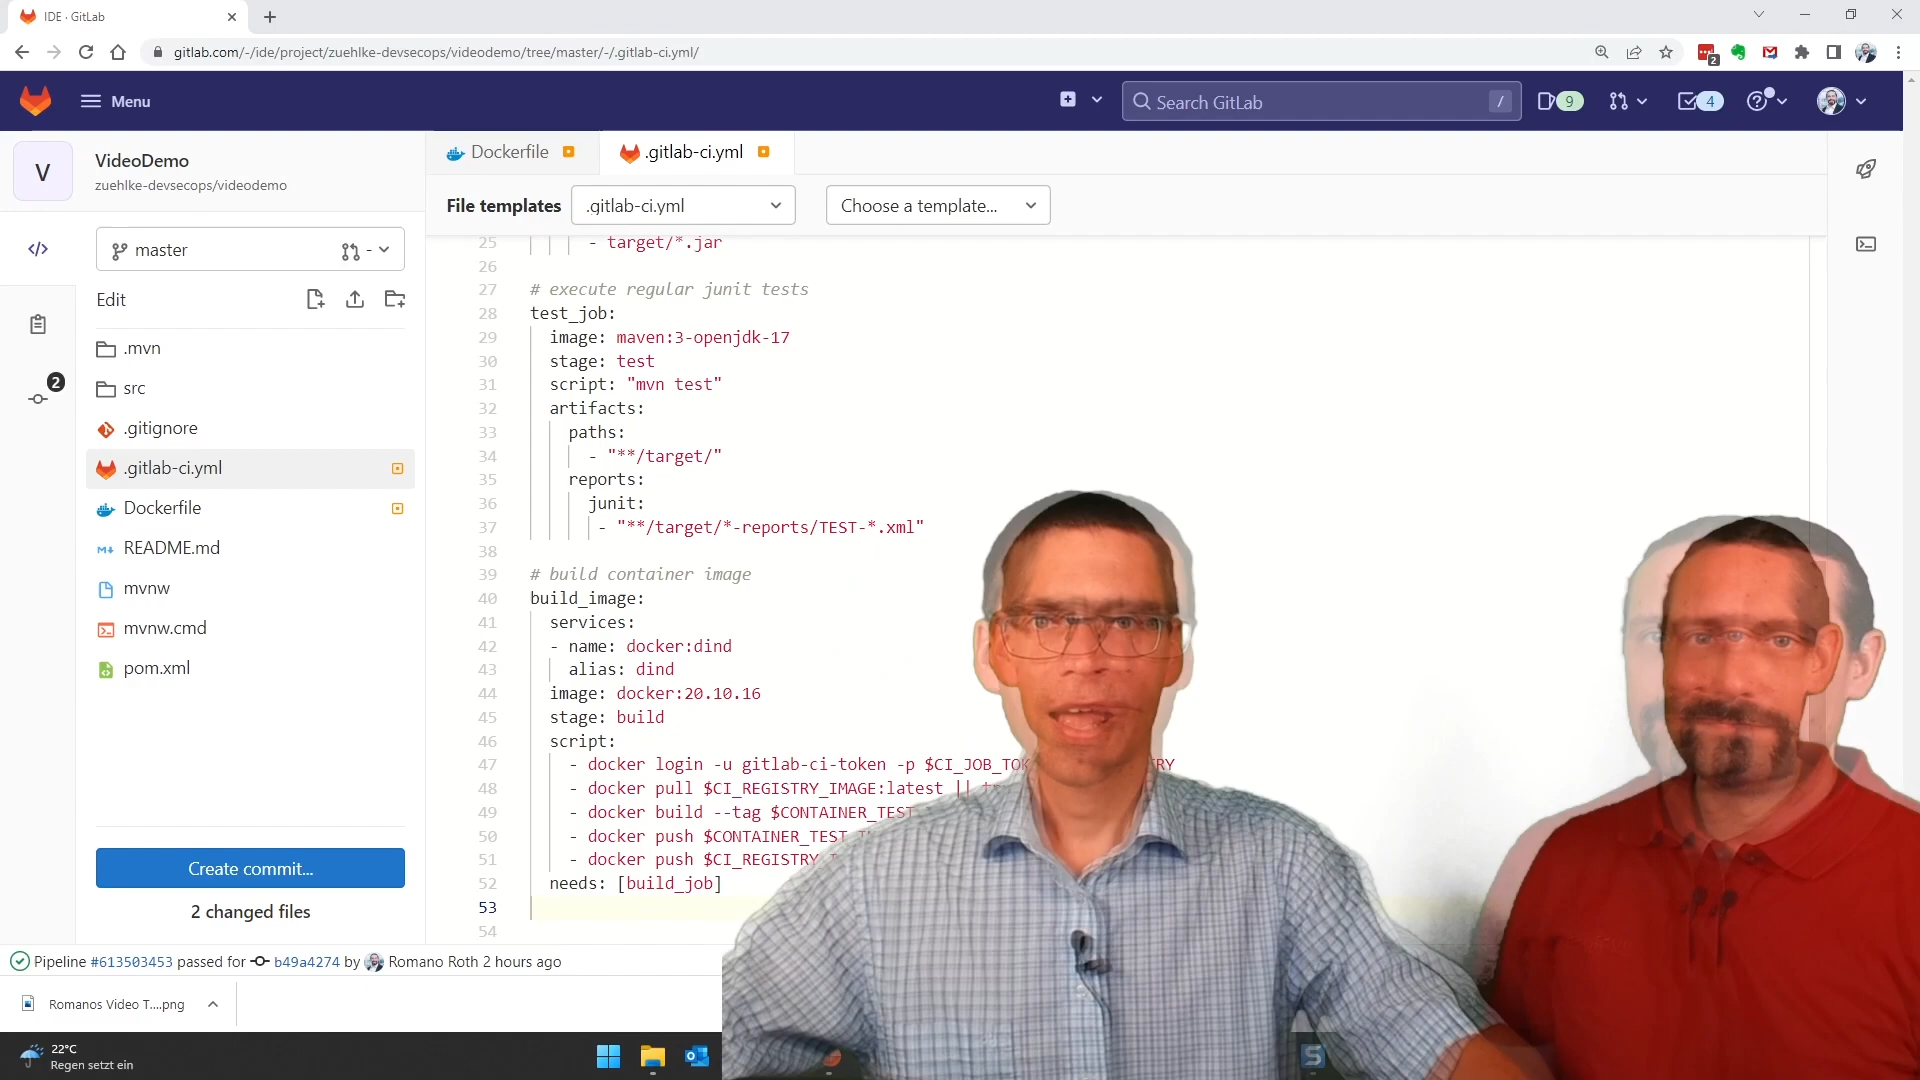 IDE · GitLab
gitlab.com/-/ide/project/zuehlke-devsecops/videodemo/tree/master/-/.gitlab-ci.yml/
2
Menu
Search GitLab
/
9
4
V
VideoDemo
zuehlke-devsecops/videodemo
Dockerfile
.gitlab-ci.yml
File templates
.gitlab-ci.yml
Choose a template...
master
-
Edit
2
.mvn
src
.gitignore
.gitlab-ci.yml
Dockerfile
README.md
mvnw
mvnw.cmd
pom.xml
25 - target/*.jar
26
27 # execute regular junit tests
28 test_job:
29 image: maven:3-openjdk-17
30 stage: test
31 script: "mvn test"
32 artifacts:
33 paths:
34 - "**/target/"
35 reports:
36 junit:
37 - "**/target/*-reports/TEST-*.xml"
38
39 # build container image
40 build_image:
41 services:
42 - name: docker:dind
43 alias: dind
44 image: docker:20.10.16
45 stage: build
46 script:
47 - docker login -u gitlab-ci-token -p
48 - docker pull $CI_REGISTRY_IMAGE:latest ||
49 - docker build --tag
50 - docker push
51 - docker push
52 needs: [build_job]
53
54
Create commit...
2 changed files
Pipeline #613503453 passed for b49a4274 by Romano Roth 2 hours ago
Romanos Video T....png
22°C
Regen setzt ein